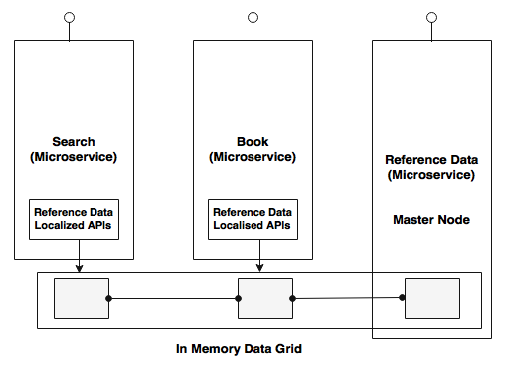 Search
(Microservice)
Reference Data
Localized APIs
Book
(Microservice)
Reference Data
Localised APIs
Reference Data
(Microservice)
Master Node
In Memory Data Grid